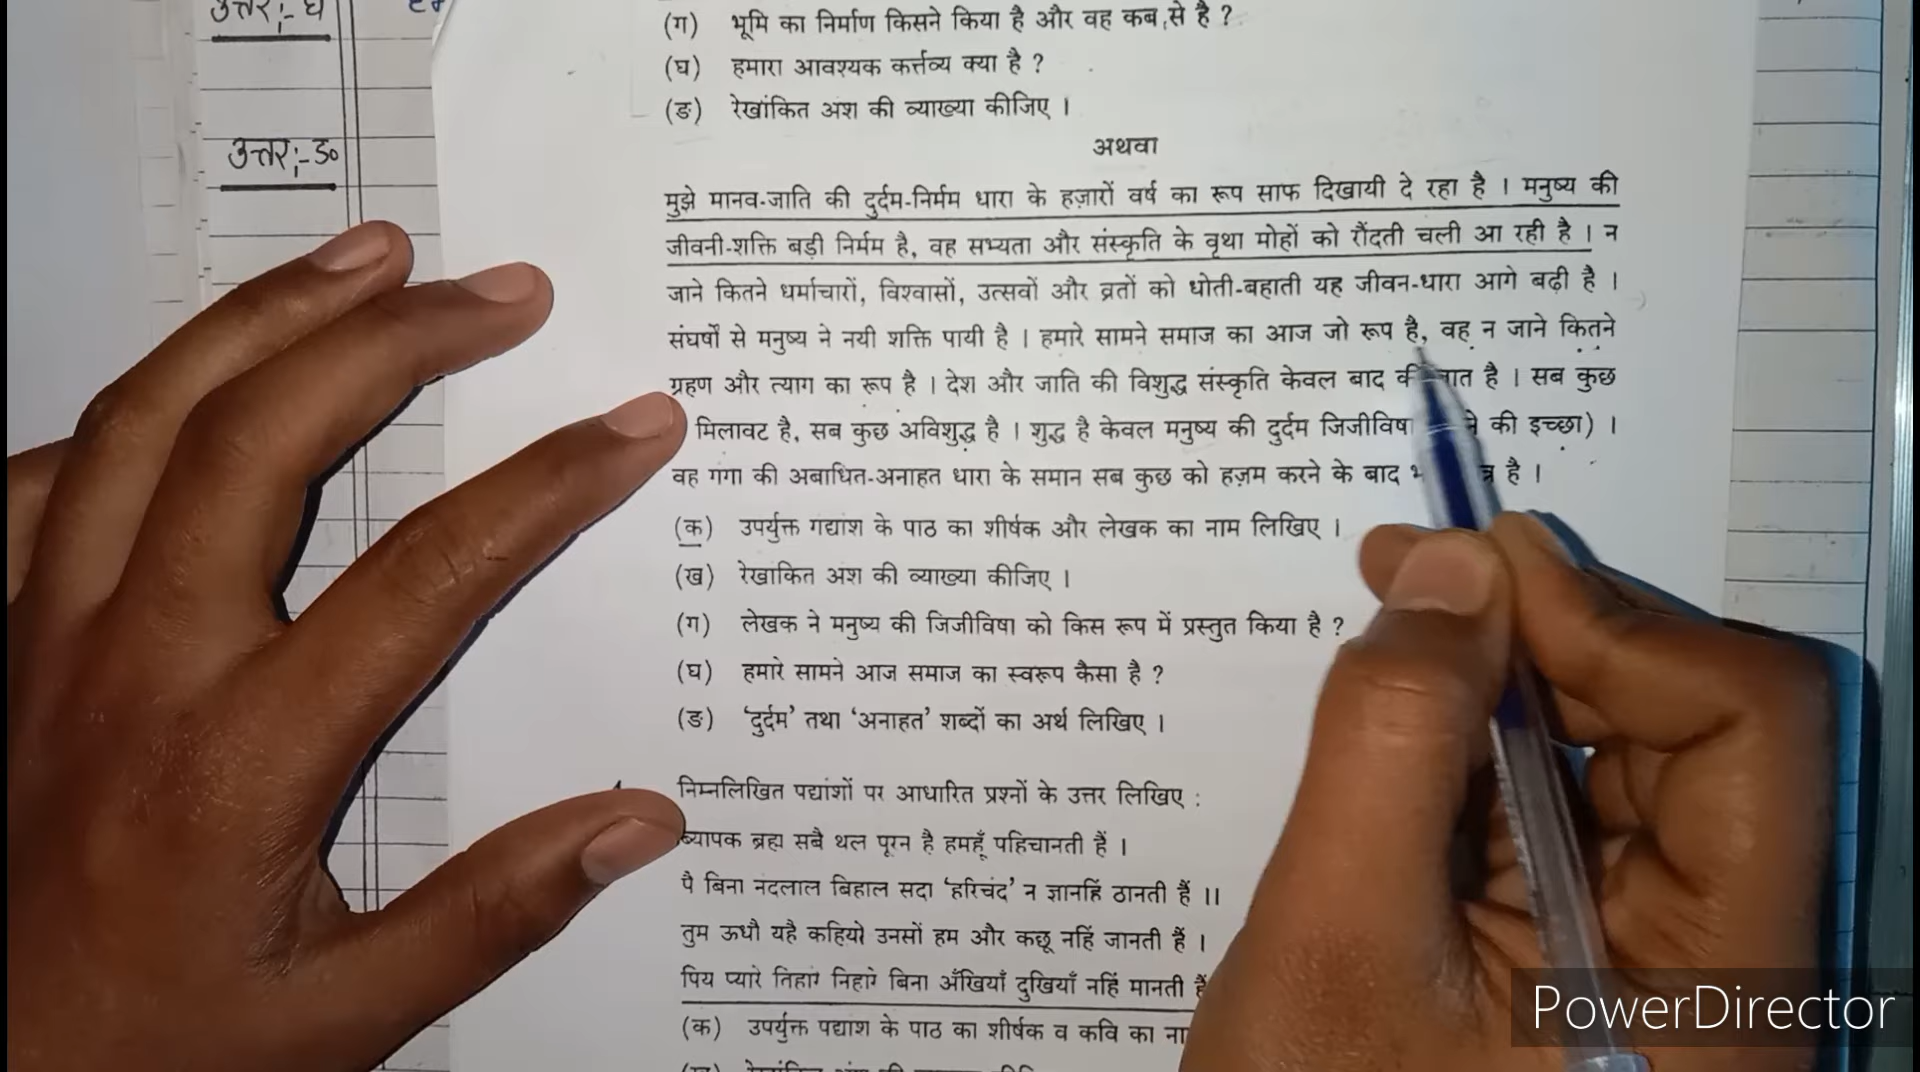 उत्तर:- घ
(ग) भूमि का निर्माण किसने किया है और वह कब से है ?
(घ) हमारा आवश्यक कर्त्तव्य क्या है ?
(ङ) रेखांकित अंश की व्याख्या कीजिए ।
उत्तर:- ङ
अथवा
मुझे मानव-जाति की दुर्दम-निर्मम धारा के हज़ारों वर्ष का रूप साफ दिखायी दे रहा है । मनुष्य की
जीवनी-शक्ति बड़ी निर्मम है, वह सभ्यता और संस्कृति के वृथा मोहों को रौंदती चली आ रही है । न
जाने कितने धर्माचारों, विश्वासों, उत्सवों और व्रतों को धोती-बहाती यह जीवन-धारा आगे बढ़ी है ।
संघर्षों से मनुष्य ने नयी शक्ति पायी है । हमारे सामने समाज का आज जो रूप है, वह न जाने कितने
ग्रहण और त्याग का रूप है । देश और जाति की विशुद्ध संस्कृति केवल बाद की बात है । सब कुछ
मिलावट है, सब कुछ अविशुद्ध है । शुद्ध है केवल मनुष्य की दुर्दम जिजीविषा की इच्छा) ।
वह गंगा की अबाधित-अनाहत धारा के समान सब कुछ को हज़म करने के बाद है ।
(क) उपर्युक्त गद्यांश के पाठ का शीर्षक और लेखक का नाम लिखिए ।
(ख) रेखांकित अंश की व्याख्या कीजिए ।
(ग) लेखक ने मनुष्य की जिजीविषा को किस रूप में प्रस्तुत किया है ?
(घ) हमारे सामने आज समाज का स्वरूप कैसा है ?
(ङ) ‘दुर्दम’ तथा ‘अनाहत’ शब्दों का अर्थ लिखिए ।
निम्नलिखित पद्यांशों पर आधारित प्रश्नों के उत्तर लिखिए :
व्यापक ब्रह्म सबै थल पूरन है हमहूँ पहिचानती हैं ।
पै बिना नंदलाल बिहाल सदा ‘हरिचंद’ न ज्ञानहिं ठानती हैं ।।
तुम ऊधौ यहै कहियो उनसों हम और कछू नहिं जानती हैं ।
पिय प्यारे तिहारे निहारे बिना अँखियाँ दुखियाँ नहिं मानती हैं
(क) उपर्युक्त पद्यांश के पाठ का शीर्षक व कवि का
PowerDirector